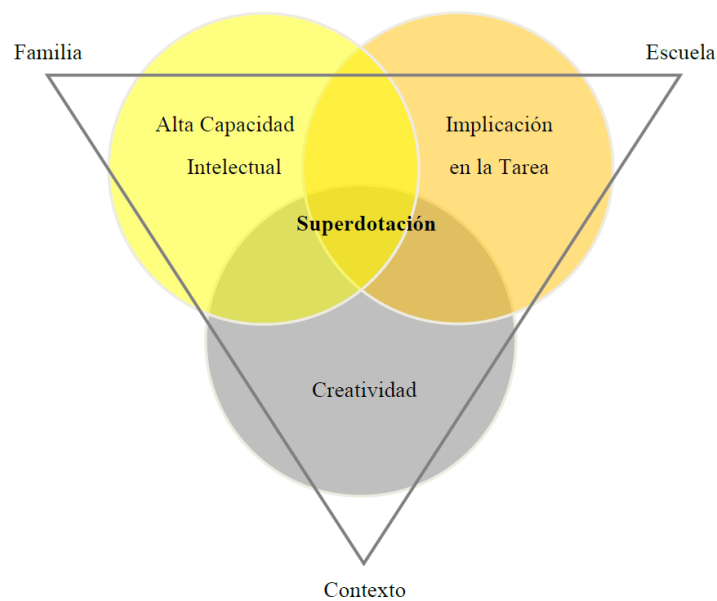 Familia
Escuela
Alta Capacidad
Intelectual
Implicación
en la Tarea
Superdotación
Creatividad
Contexto